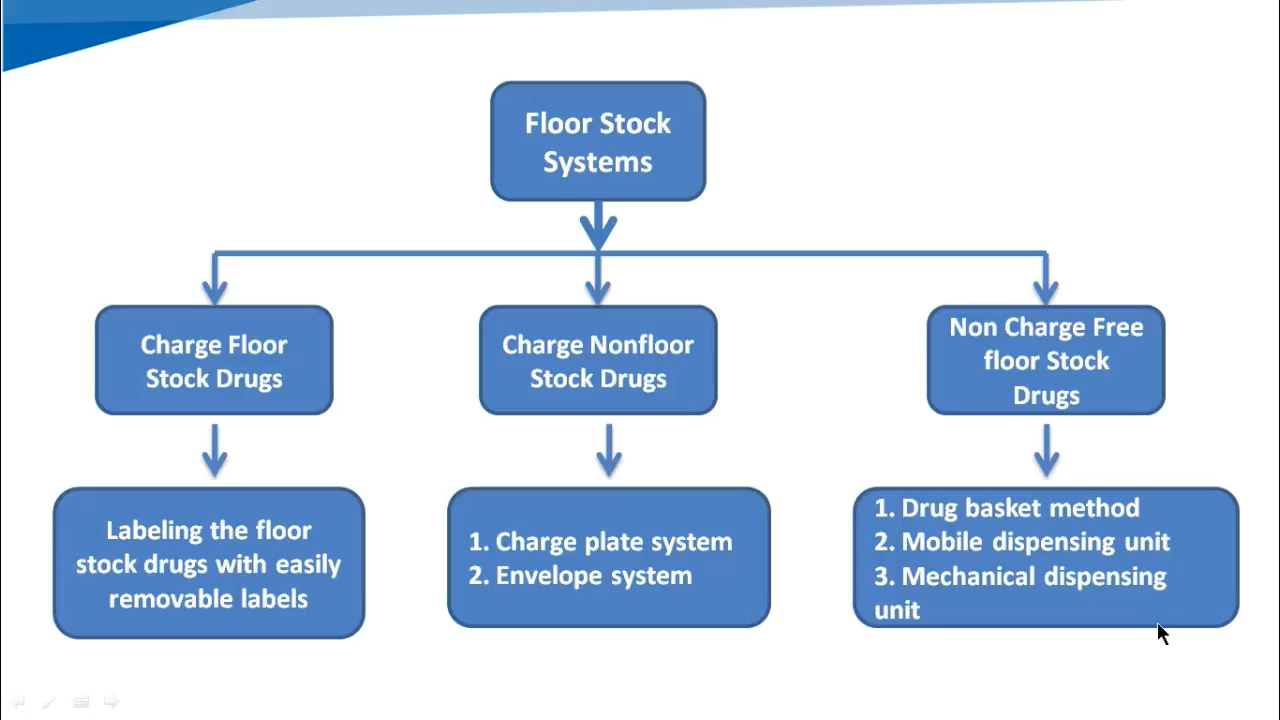 Floor Stock
Systems
Charge Floor
Stock Drugs
Charge Nonfloor
Stock Drugs
Non Charge Free
floor Stock
Drugs
Labeling the floor
stock drugs with easily
removable labels
1. Charge plate system
2. Envelope system
1. Drug basket method
2. Mobile dispensing unit
3. Mechanical dispensing
unit